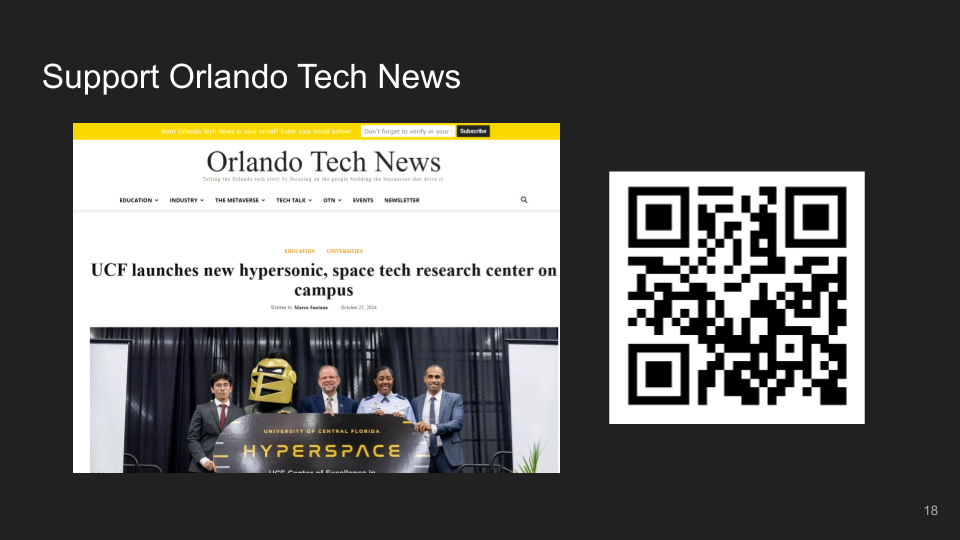 Support Orlando Tech News
Want Orlando Tech News in your email? Enter your email below!
Don't forget to verify in your
Subscribe
Orlando Tech News
Telling the Orlando tech story by focusing on the people building the businesses that drive it.
EDUCATION
INDUSTRY
THE METAVERSE
TECH TALK
OTN
EVENTS
NEWSLETTER
EDUCATION
UNIVERSITIES
UCF launches new hypersonic, space tech research center on
campus
Written by Marco Santana
October 25, 2024
UNIVERSITY OF CENTRAL FLORIDA
HYPERSPACE
UCF Center of Excellence in
18